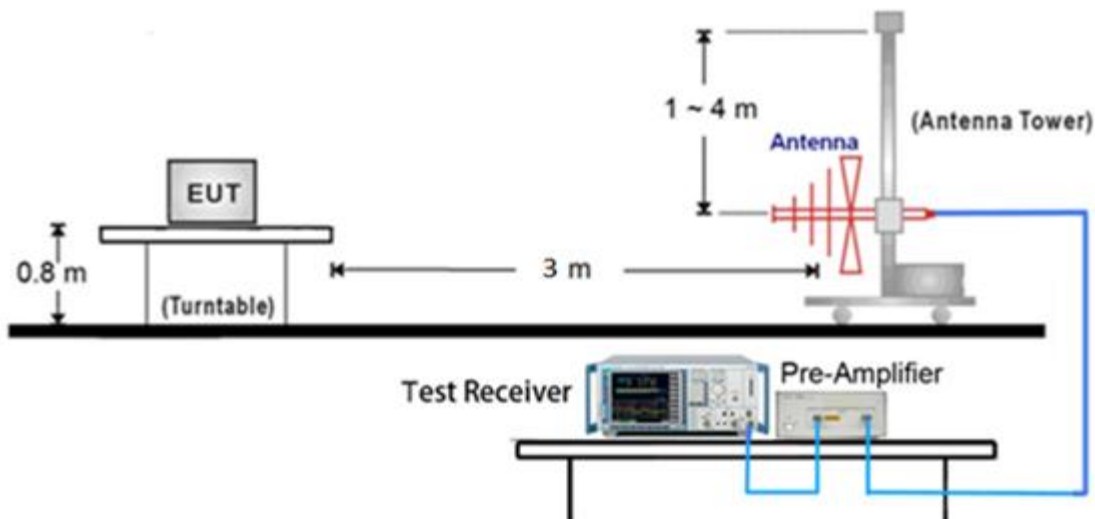 1 ~ 4 m
(Antenna Tower)
Antenna
EUT
0.8 m
3 m
(Turntable)
Test Receiver
Pre-Amplifier